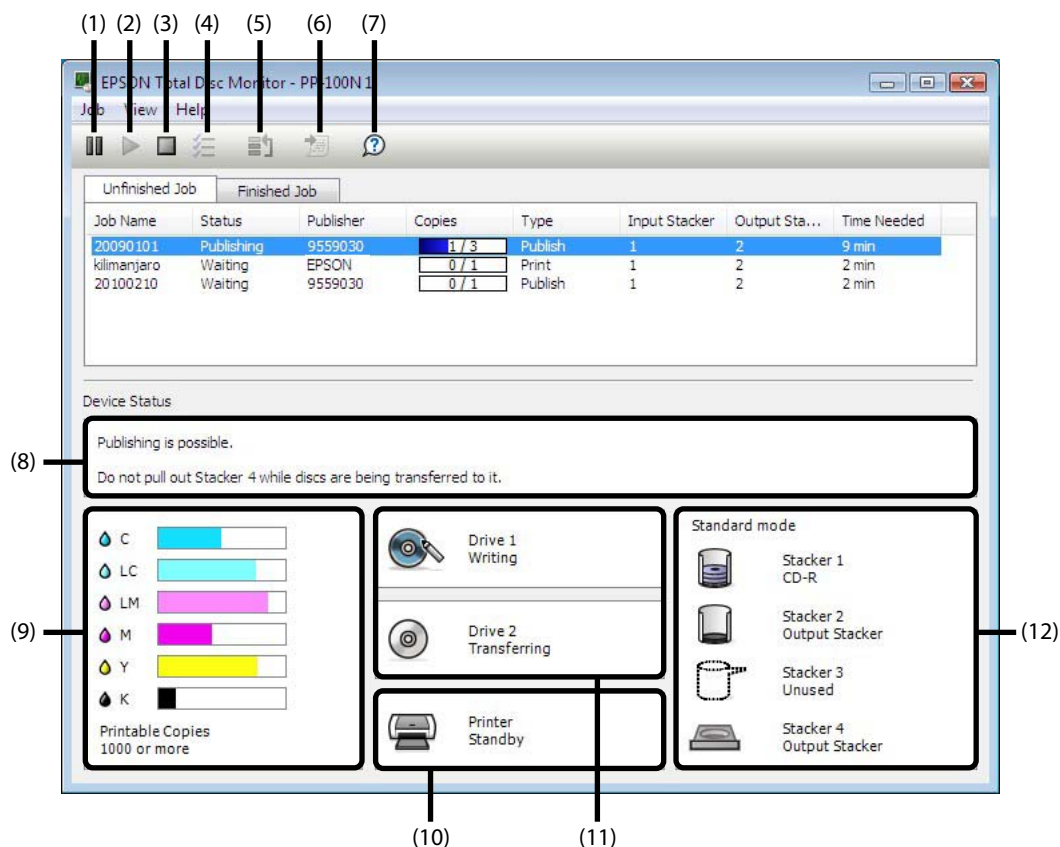 (1) (2) (3) (4) (5) (6) (7)
EPSON Total Disc Monitor - PP-100N 1
Job View Help
Unfinished Job Finished Job
Job Name Status Publisher Copies Type Input Stacker Output Sta... Time Needed
20090101 Publishing 9559030 1 / 3 Publish 1 2 9 min
kilimanjaro Waiting EPSON 0 / 1 Print 1 2 2 min
20100210 Waiting 9559030 0 / 1 Publish 1 2 2 min
Device Status
Publishing is possible.
(8)
Do not pull out Stacker 4 while discs are being transferred to it.
C
LC
LM
M
Y
K
Printable Copies
1000 or more
(9)
Drive 1
Writing
Drive 2
Transferring
Printer
Standby
Standard mode
Stacker 1
CD-R
Stacker 2
Output Stacker
Stacker 3
Unused
Stacker 4
Output Stacker
(12)
(10) (11)